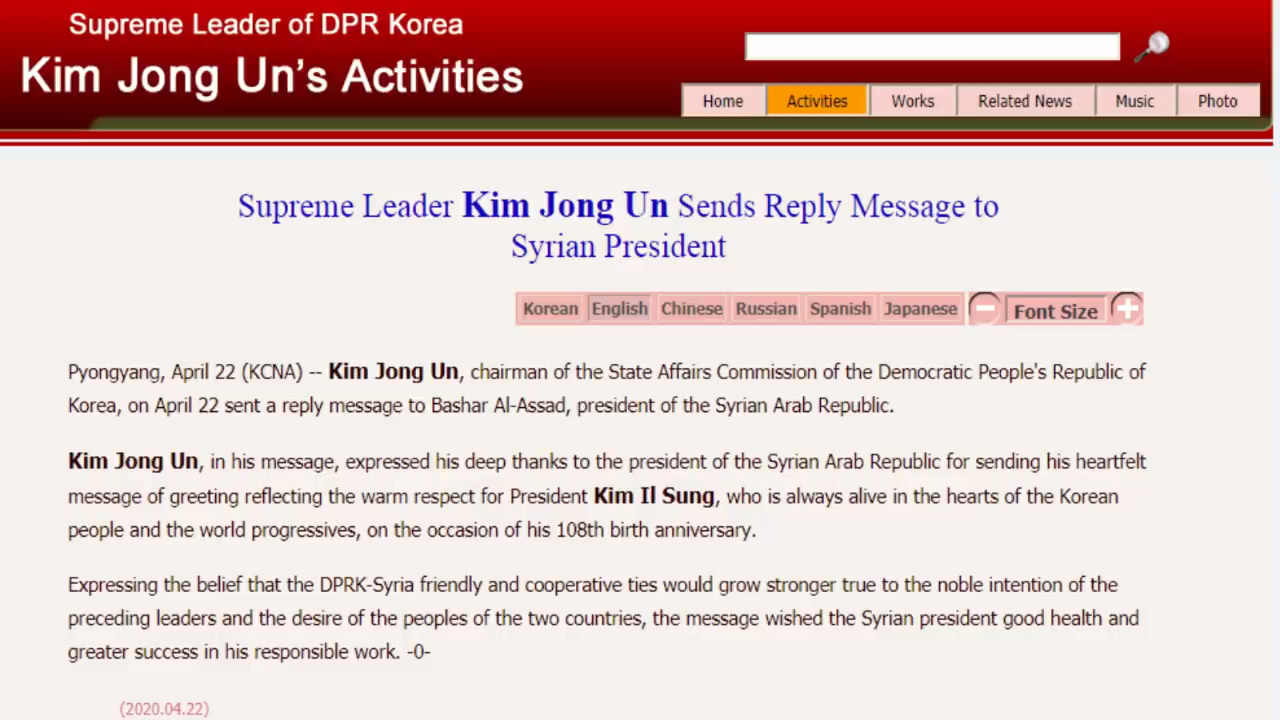 Supreme Leader of DPR Korea
Kim Jong Un's Activities
Home
Activities
Works
Related News
Music
Photo
Supreme Leader Kim Jong Un Sends Reply Message to
Syrian President
Korean
English
Chinese
Russian
Spanish
Japanese
Font Size
Pyongyang, April 22 (KCNA) -- Kim Jong Un, chairman of the State Affairs Commission of the Democratic People's Republic of
Korea, on April 22 sent a reply message to Bashar Al-Assad, president of the Syrian Arab Republic.
Kim Jong Un, in his message, expressed his deep thanks to the president of the Syrian Arab Republic for sending his heartfelt
message of greeting reflecting the warm respect for President Kim Il Sung, who is always alive in the hearts of the Korean
people and the world progressives, on the occasion of his 108th birth anniversary.
Expressing the belief that the DPRK-Syria friendly and cooperative ties would grow stronger true to the noble intention of the
preceding leaders and the desire of the peoples of the two countries, the message wished the Syrian president good health and
greater success in his responsible work. -0-
(2020.04.22)